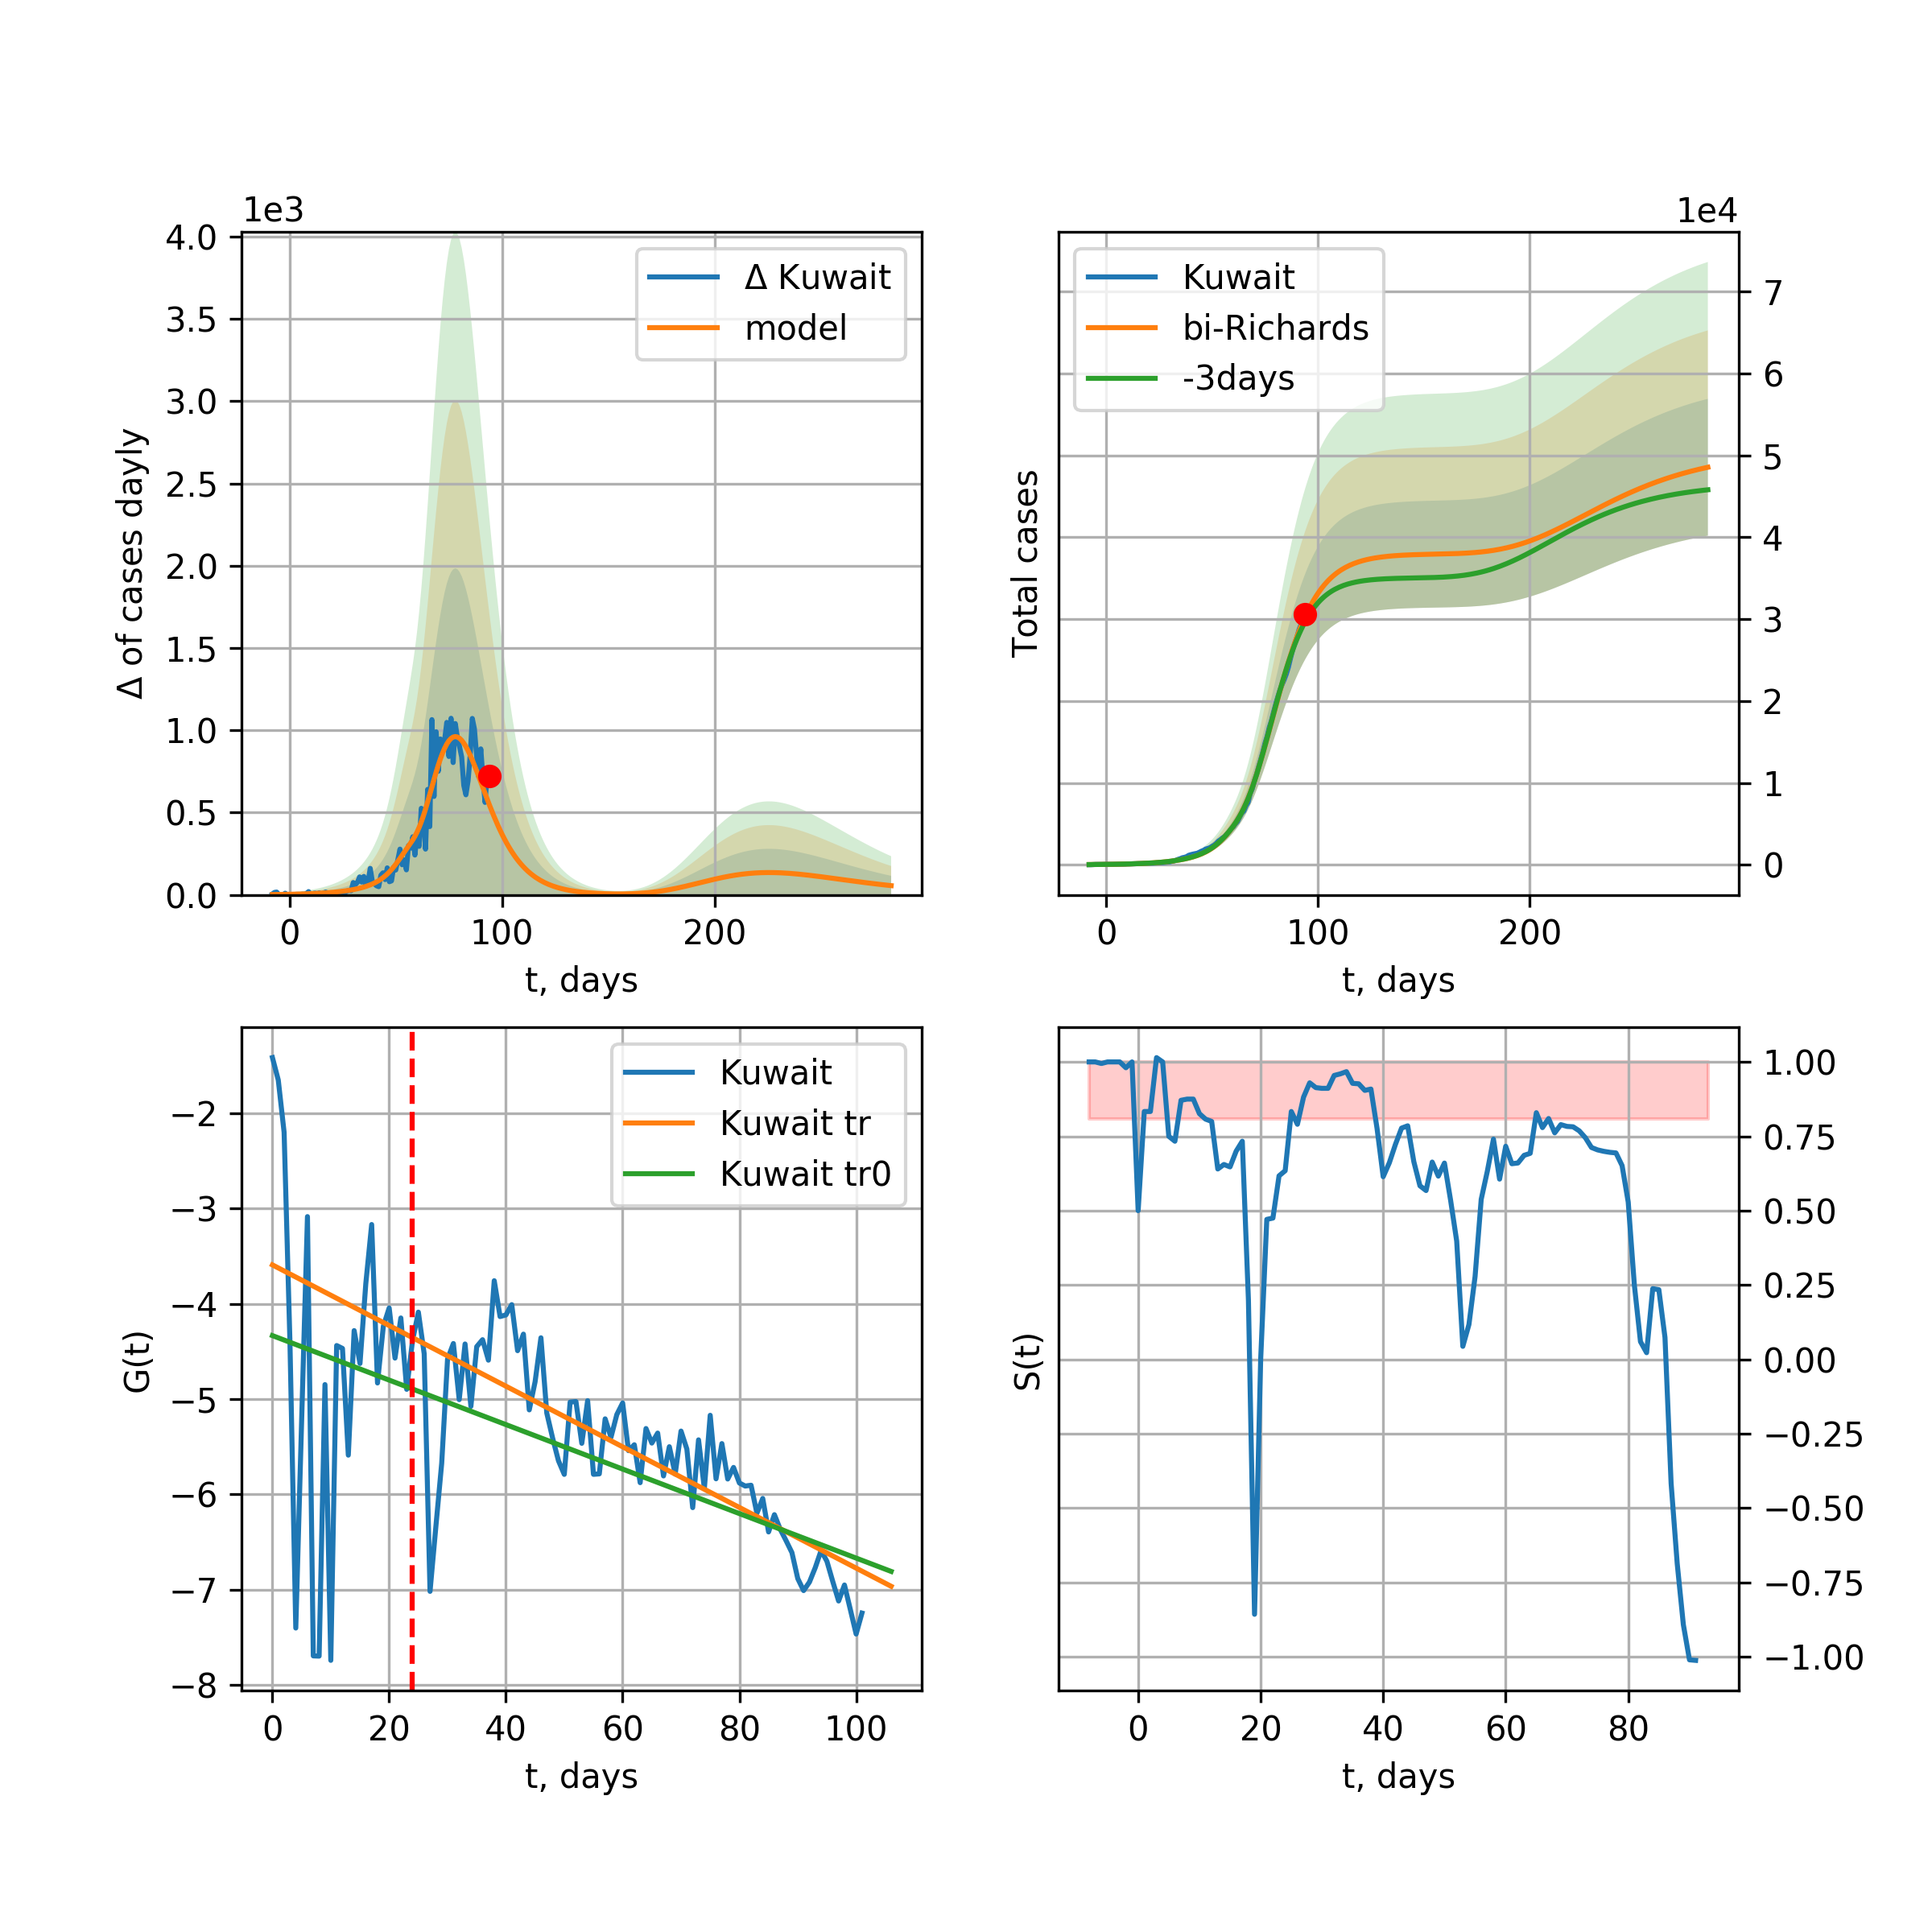 1e3
4.0
3.5
3.0
2.5
2.0
1.5
1.0
0.5
0.0
Δ of cases dayly
Δ Kuwait
model
0
100
200
t, days
1e4
Total cases
Kuwait
bi-Richards
-3days
7
6
5
4
3
2
1
0
0
100
200
t, days
G(t)
−2
−3
−4
−5
−6
−7
−8
Kuwait
Kuwait tr
Kuwait tr0
0
20
40
60
80
100
t, days
S(t)
1.00
0.75
0.50
0.25
0.00
−0.25
−0.50
−0.75
−1.00
0
20
40
60
80
t, days